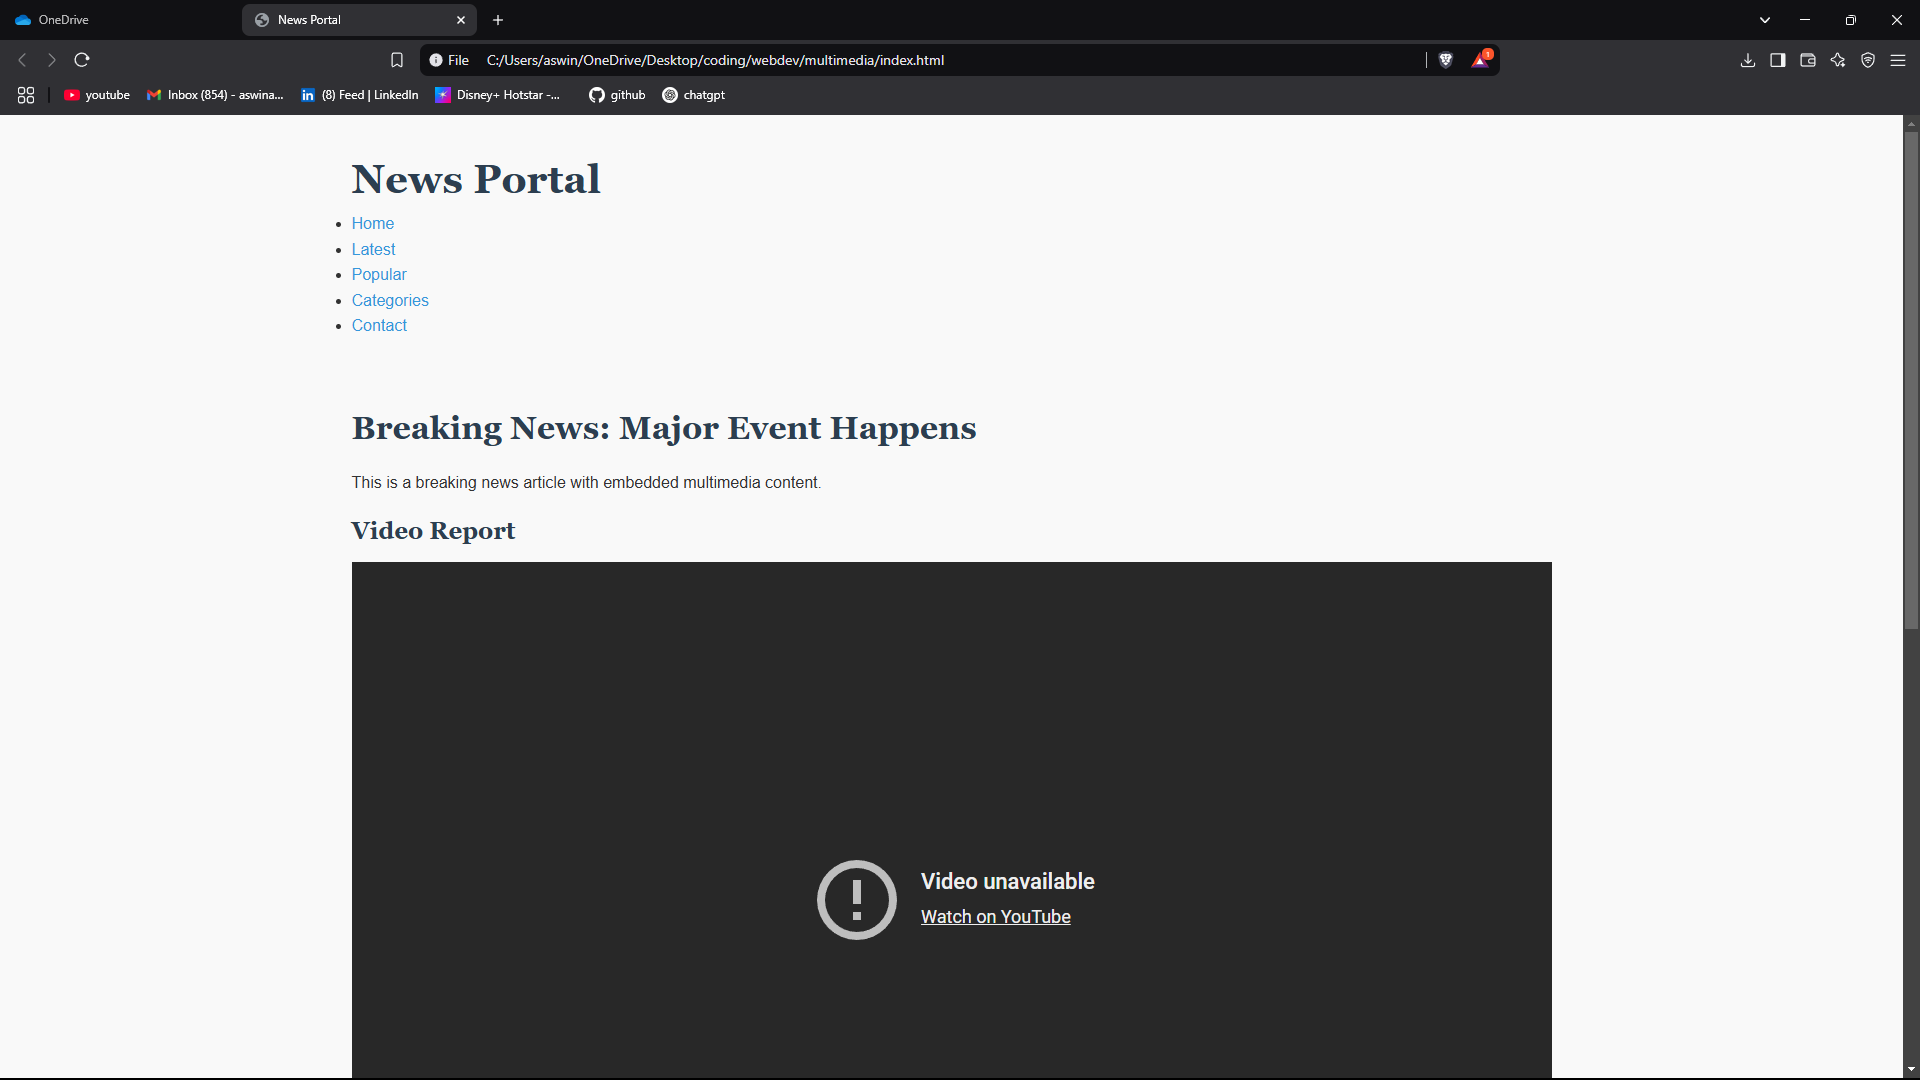 OneDrive
News Portal
File
C:/Users/aswin/OneDrive/Desktop/coding/webdev/multimedia/index.html
1
youtube
Inbox (854) - aswina...
(8) Feed | LinkedIn
Disney+ Hotstar -...
github
chatgpt
News Portal
Home
Latest
Popular
Categories
Contact
Breaking News: Major Event Happens
This is a breaking news article with embedded multimedia content.
Video Report
Video unavailable
Watch on YouTube